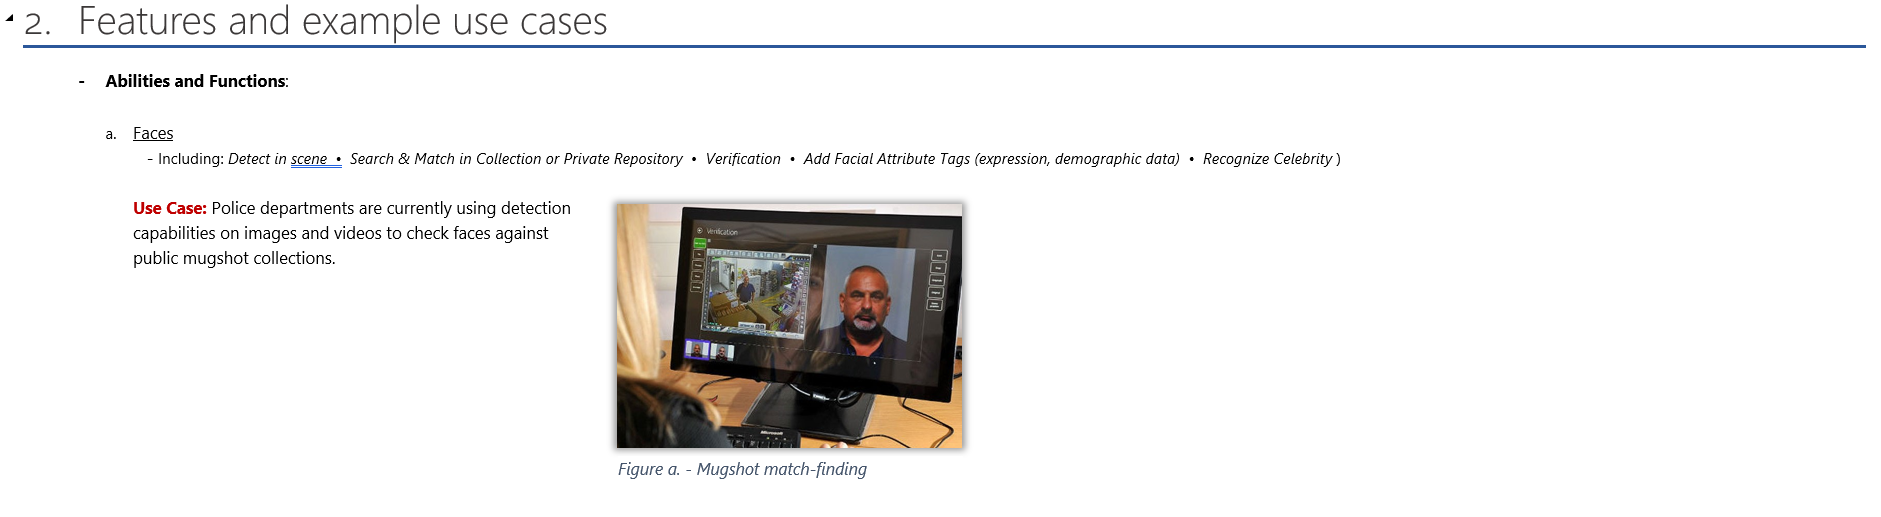 2. Features and example use cases
- Abilities and Functions:
a. Faces
- Including: Detect in scene • Search & Match in Collection or Private Repository • Verification • Add Facial Attribute Tags (expression, demographic data) • Recognize Celebrity )
Use Case: Police departments are currently using detection
capabilities on images and videos to check faces against
public mugshot collections.
Verification
Microsoft
Figure a. - Mugshot match-finding